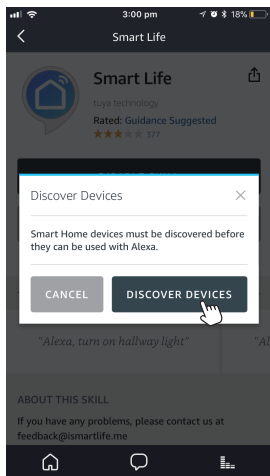 3:00 pm
18%
Smart Life
Smart Life
tuya technology
Rated: Guidance Suggested
577
Discover Devices
Smart Home devices must be discovered before
they can be used with Alexa.
CANCEL
DISCOVER DEVICES
"Alexa, turn on hallway light"
"Al
ABOUT THIS SKILL
If you have any problems, please contact us at
feedback@ismartlife.me